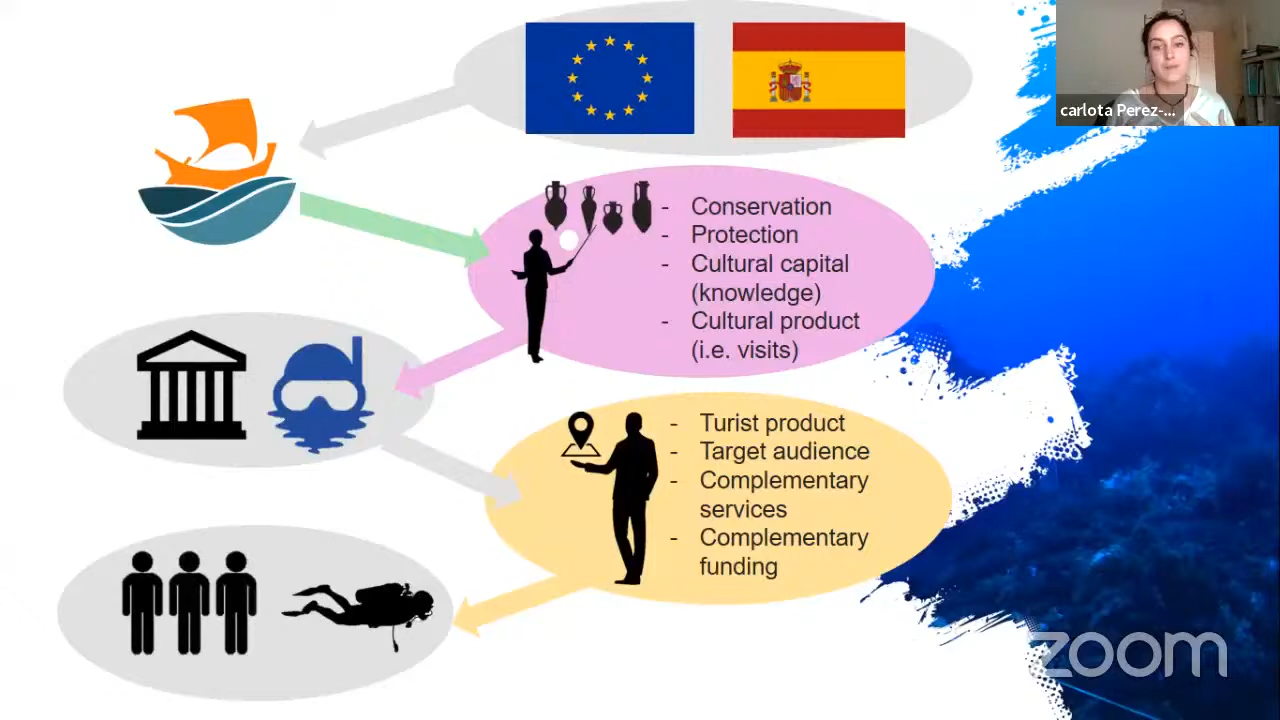 carlota Perez-...
- Conservation
- Protection
- Cultural capital
(knowledge)
- Cultural product
(i.e. visits)
- Turist product
- Target audience
- Complementary
services
- Complementary
funding
zoom